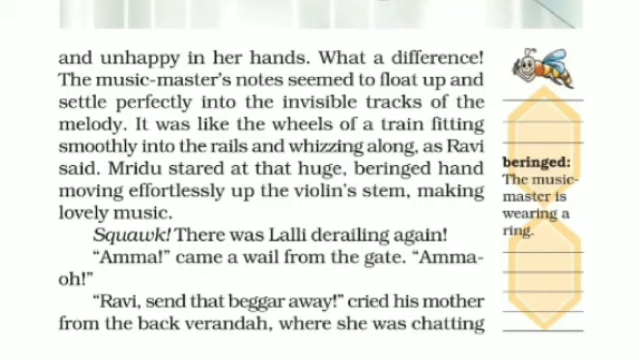 and unhappy in her hands. What a difference!
The music-master's notes seemed to float up and
settle perfectly into the invisible tracks of the
melody. It was like the wheels of a train fitting
smoothly into the rails and whizzing along, as Ravi
said. Mridu stared at that huge, beringed hand
moving effortlessly up the violin's stem, making
lovely music.
Squawk! There was Lalli derailing again!
"Amma!" came a wail from the gate. "Amma-
oh!"
"Ravi, send that beggar away!" cried his mother
from the back verandah, where she was chatting
beringed:
The music-
master is
wearing a
ring.